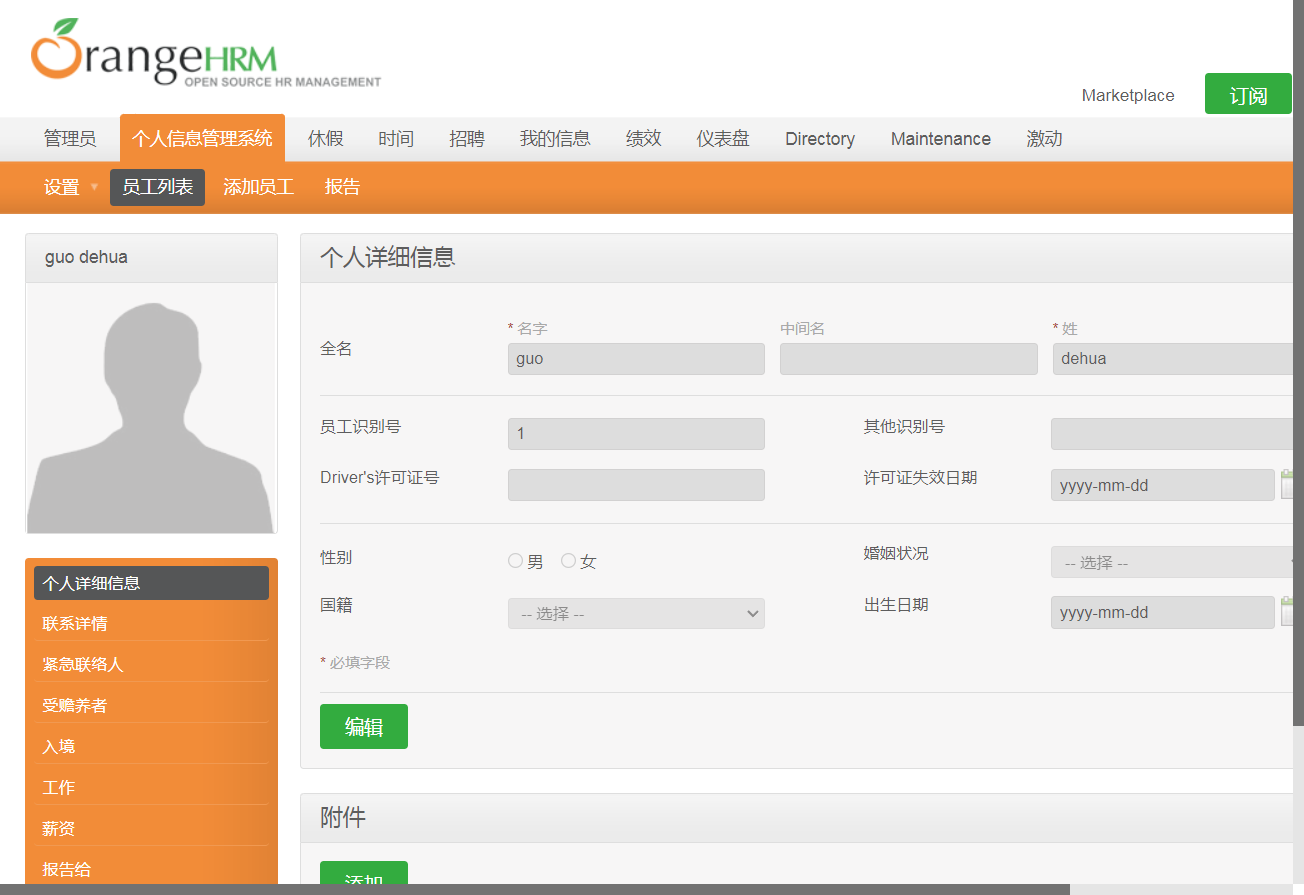 OrangeHRM
OPEN SOURCE HR MANAGEMENT
Marketplace 订阅
管理员 个人信息管理系统 休假 时间 招聘 我的信息 绩效 仪表盘 Directory Maintenance 激动
设置 员工列表 添加员工 报告
guo dehua
个人详细信息
* 名字 中间名 * 姓
全名 guo dehua
员工识别号 1 其他识别号
Driver's许可证号 许可证失效日期 yyyy-mm-dd
性别 男 女 婚姻状况 -- 选择 --
国籍 -- 选择 -- 出生日期 yyyy-mm-dd
* 必填字段
编辑
附件
添加
个人详细信息
联系详情
紧急联络人
受赡养者
入境
工作
薪资
报告给